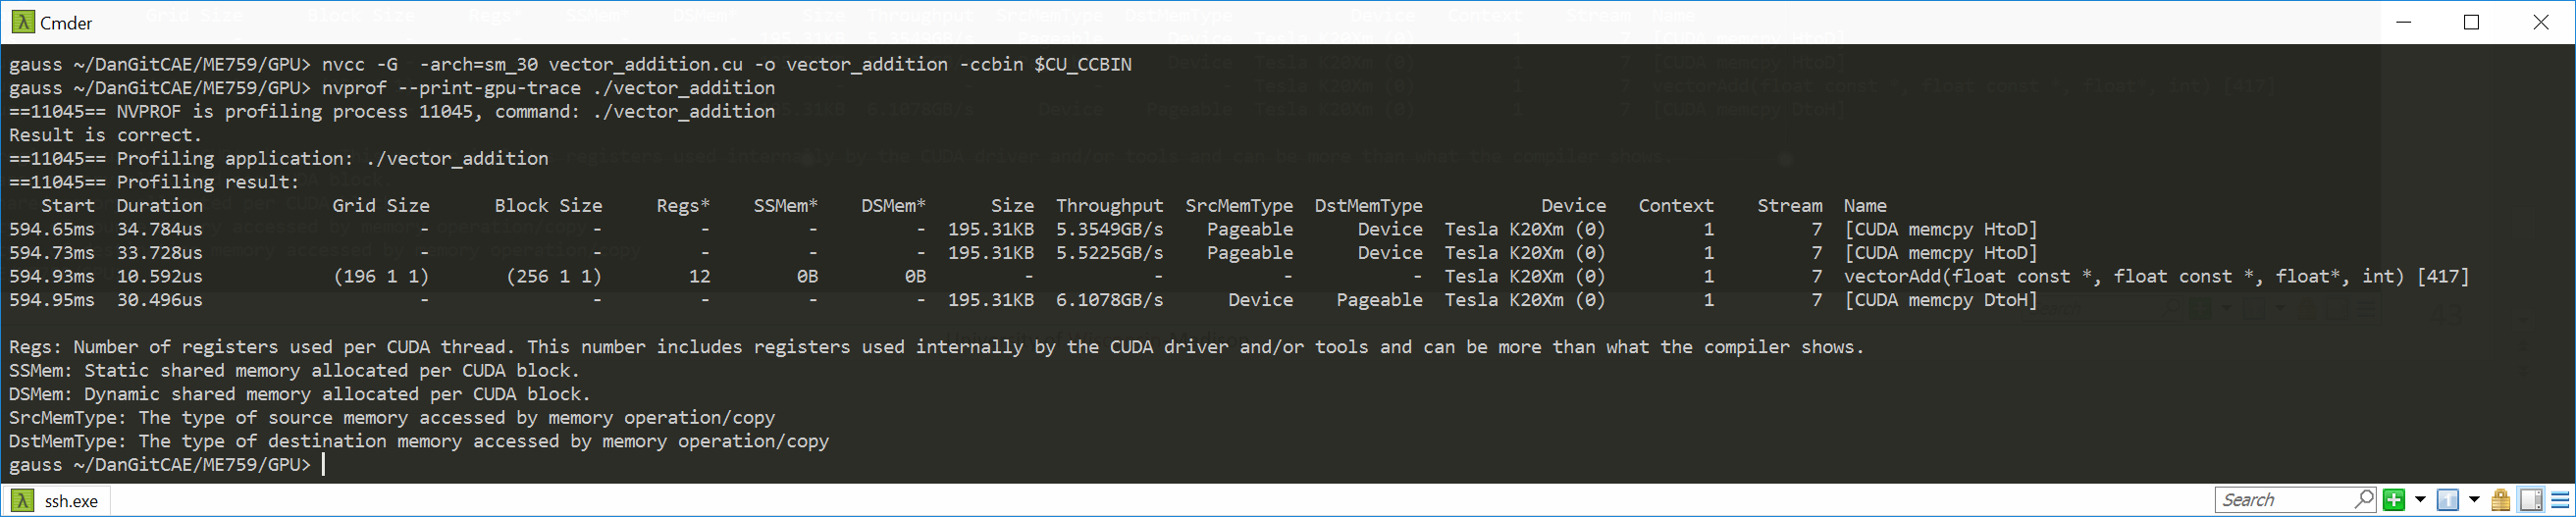 Cmder
gauss ~/DanGitCAE/ME759/GPU> nvcc -G  -arch=sm_30 vector_addition.cu -o vector_addition -ccbin $CU_CCBIN
gauss ~/DanGitCAE/ME759/GPU> nvprof --print-gpu-trace ./vector_addition
==11045== NVPROF is profiling process 11045, command: ./vector_addition
Result is correct.
==11045== Profiling application: ./vector_addition
==11045== Profiling result:
Start  Duration  Grid Size  Block Size  Regs*  SSMem*  DSMem*  Size  Throughput  SrcMemType  DstMemType  Device  Context  Stream  Name
594.65ms  34.784us  -  -  -  -  -  195.31KB  5.3549GB/s  Pageable  Device  Tesla K20Xm (0)  1  7  [CUDA memcpy HtoD]
594.73ms  33.728us  -  -  -  -  -  195.31KB  5.5225GB/s  Pageable  Device  Tesla K20Xm (0)  1  7  [CUDA memcpy HtoD]
594.93ms  10.592us  (196 1 1)  (256 1 1)  12  0B  0B  -  -  -  -  Tesla K20Xm (0)  1  7  vectorAdd(float const *, float const *, float*, int) [417]
594.95ms  30.496us  -  -  -  -  -  195.31KB  6.1078GB/s  Device  Pageable  Tesla K20Xm (0)  1  7  [CUDA memcpy DtoH]
Regs: Number of registers used per CUDA thread. This number includes registers used internally by the CUDA driver and/or tools and can be more than what the compiler shows.
SSMem: Static shared memory allocated per CUDA block.
DSMem: Dynamic shared memory allocated per CUDA block.
SrcMemType: The type of source memory accessed by memory operation/copy
DstMemType: The type of destination memory accessed by memory operation/copy
gauss ~/DanGitCAE/ME759/GPU>
ssh.exe
Search